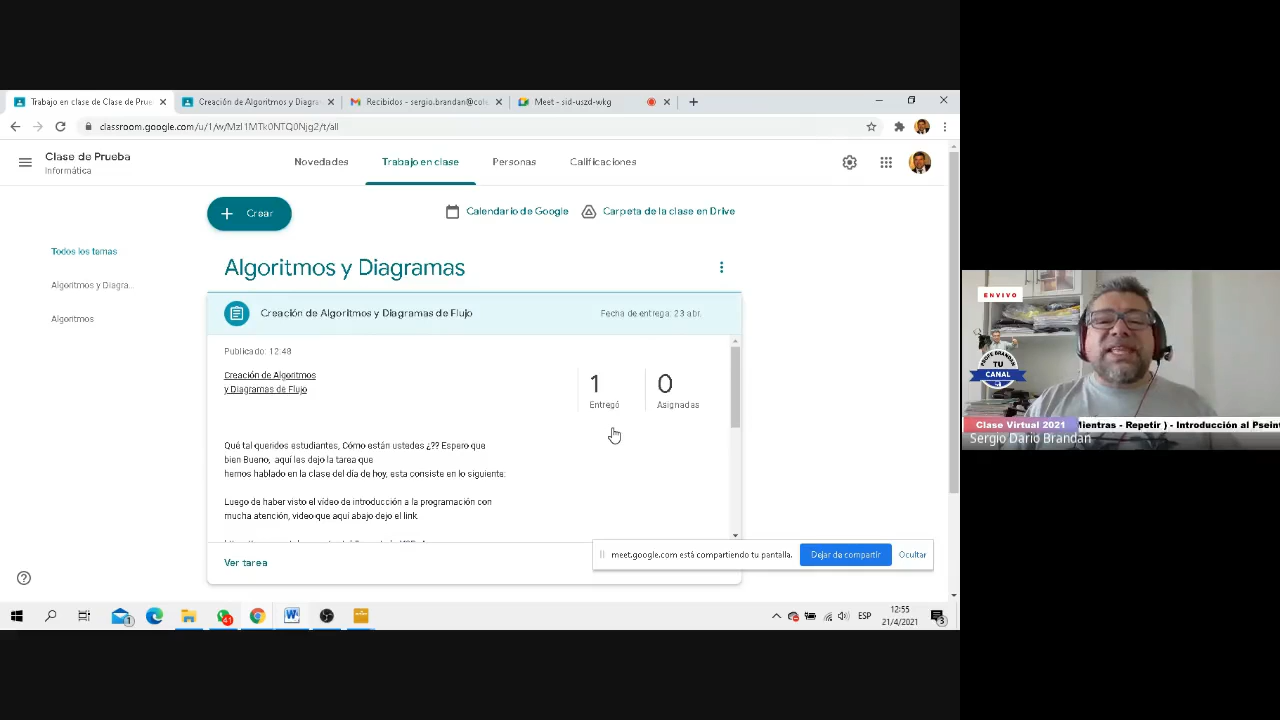 Trabajo en clase de Clase de Prue
Creación de Algoritmos y Diagra
Recibidos - sergio.brandan@col
Meet - sid-uszd-wkg
classroom.google.com/u/1/w/MzI1MTk0NTQ0Njg2/t/all
Clase de Prueba
Informática
Novedades
Trabajo en clase
Personas
Calificaciones
Crear
Calendario de Google
Carpeta de la clase en Drive
Todos los temas
Algoritmos y Diagra...
Algoritmos
Algoritmos y Diagramas
Creación de Algoritmos y Diagramas de Flujo
Fecha de entrega: 23 abr.
Publicado: 12:48
Creación de Algoritmos
y Diagramas de Flujo
1
Entregó
0
Asignadas
Qué tal queridos estudiantes, Cómo están ustedes ¿?? Espero que
bien Bueno, aquí les dejo la tarea que
hemos hablado en la clase del día de hoy, esta consiste en lo siguiente:
Luego de haber visto el vídeo de introducción a la programación con
mucha atención, video que aquí abajo dejo el link:
Ver tarea
meet.google.com está compartiendo tu pantalla.
Dejar de compartir
Ocultar
41
1
ESP
12:55
21/4/2021
3
EN VIVO
PROFE BRANDAN
TU
CANAL
Clase Virtual 2021
Mientras - Repetir ) - Introducción al Psein
Sergio Dario Brandan